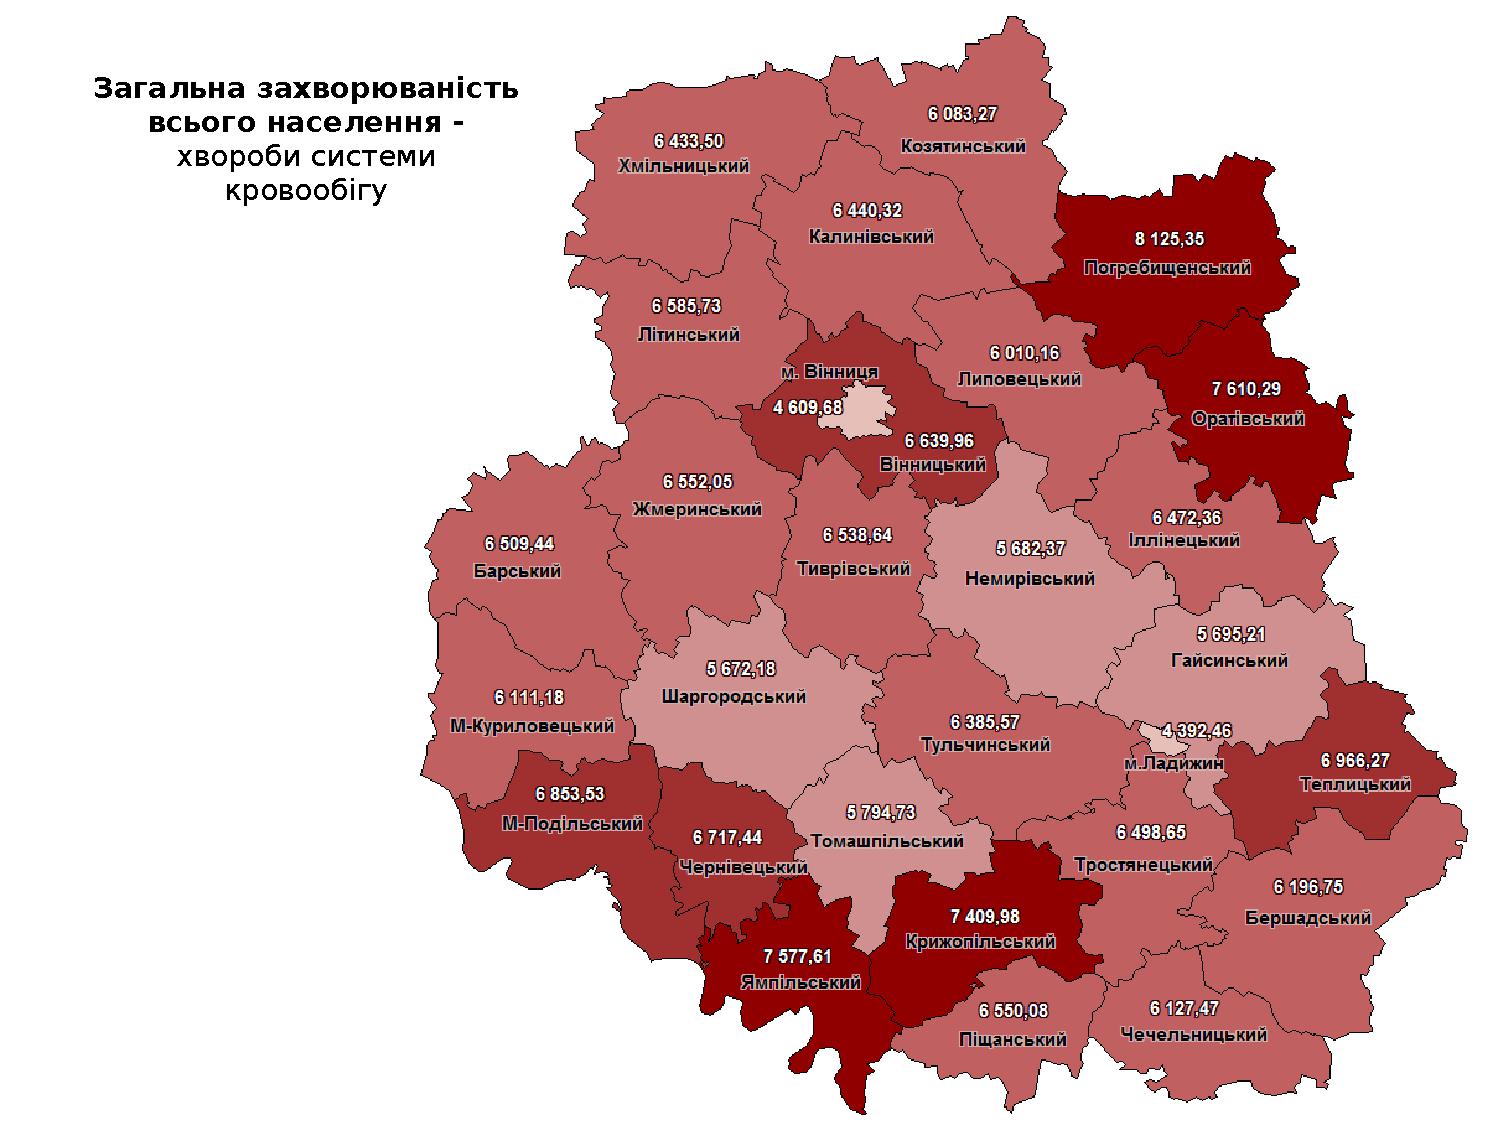 Загальна захворюваність
всього населення -
хвороби системи
кровообігу
6 083,27
Козятинський
6 433,50
Хмільницький
6 440,32
Калинівський
8 125,35
Погребищенський
6 585,73
Літинський
6 010,16
Липовецький
м. Вінниця
4 609,68
7 610,29
Оратівський
6 639,96
Вінницький
6 552,05
Жмеринський
6 472,36
Іллінецький
6 509,44
Барський
6 538,64
Тиврівський
5 682,37
Немирівський
5 695,21
Гайсинський
5 672,18
Шаргородський
6 111,18
М-Куриловецький
6 385,57
Тульчинський
4 392,46
м.Ладижин
6 966,27
Теплицький
6 853,53
М-Подільський
5 794,73
Томашпільський
6 717,44
Чернівецький
6 498,65
Тростянецький
6 196,75
Бершадський
7 409,98
Крижопільський
7 577,61
Ямпільський
6 550,08
Піщанський
6 127,47
Чечельницький